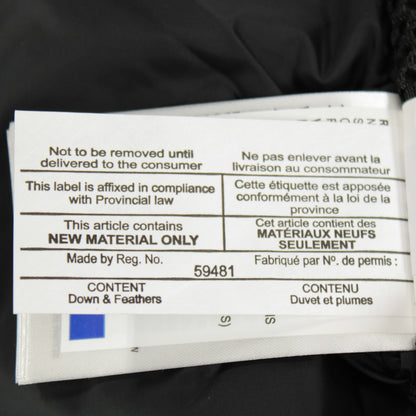 Not to be removed until
delivered to the consumer
Ne pas enlever avant la
livraison au consommateur
This label is affixed in compliance
with Provincial law
Cette étiquette est apposée
conformément à la loi de la
province
This article contains
NEW MATERIAL ONLY
Cet article contient des
MATÉRIAUX NEUFS
SEULEMENT
Made by Reg. No.
59481
Fabriqué par Nº. de permis :
CONTENT
Down & Feathers
CONTENU
Duvet et plumes